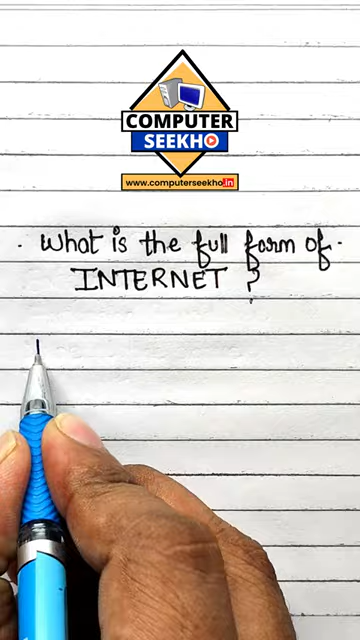 COMPUTER
SEEKHO
www.computerseekho.in
What is the full form of
INTERNET ?